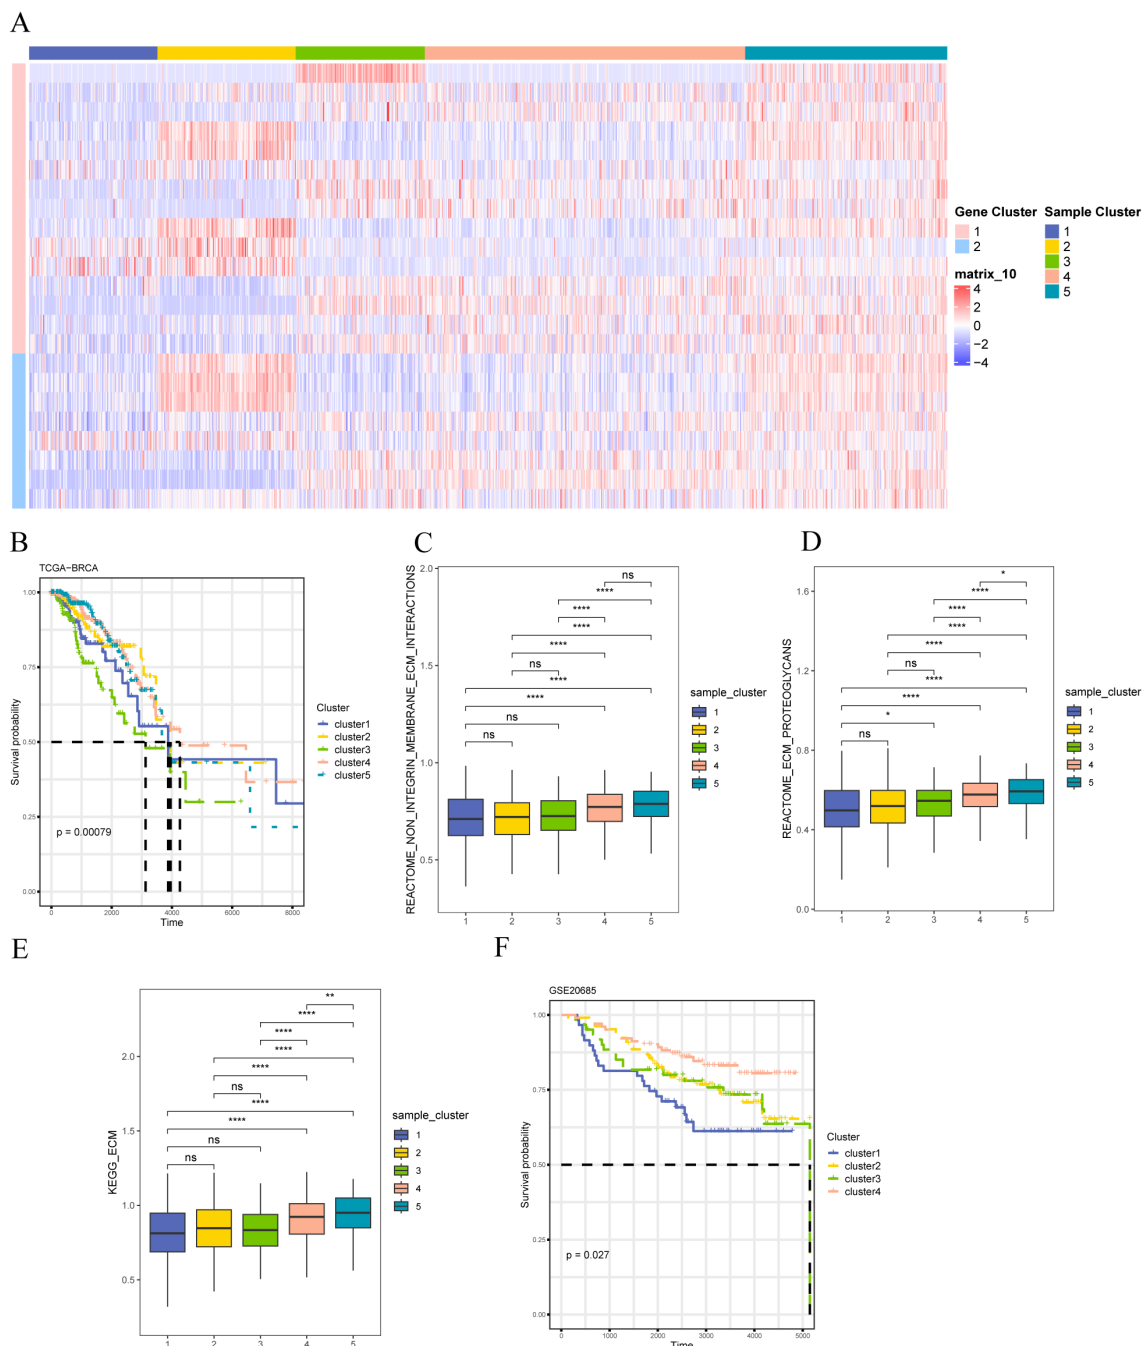 A
Gene Cluster
1
2
Sample Cluster
1
2
3
4
5
matrix_10
4
2
0
−2
−4
B
TCGA−BRCA
Survival probability
1.00
0.75
0.50
0.25
0.00
p = 0.00079
0
2000
4000
6000
8000
Time
Cluster
cluster1
cluster2
cluster3
cluster4
cluster5
C
REACTOME_NON_INTEGRIN_MEMBRANE_ECM_INTERACTIONS
2.0
1.5
1.0
0.5
ns
****
****
****
****
ns
****
****
ns
ns
1
2
3
4
5
sample_cluster
1
2
3
4
5
D
REACTOME_ECM_PROTEOGLYCANS
1.6
1.2
0.8
0.4
0.0
*
****
****
****
****
ns
****
****
*
ns
1
2
3
4
5
sample_cluster
1
2
3
4
5
E
KEGG_ECM
2.0
1.5
1.0
0.5
**
****
****
****
****
ns
****
****
ns
ns
1
2
3
4
5
sample_cluster
1
2
3
4
5
F
GSE20685
Survival probability
1.00
0.75
0.50
0.25
0.00
p = 0.027
0
1000
2000
3000
4000
5000
Time
Cluster
cluster1
cluster2
cluster3
cluster4